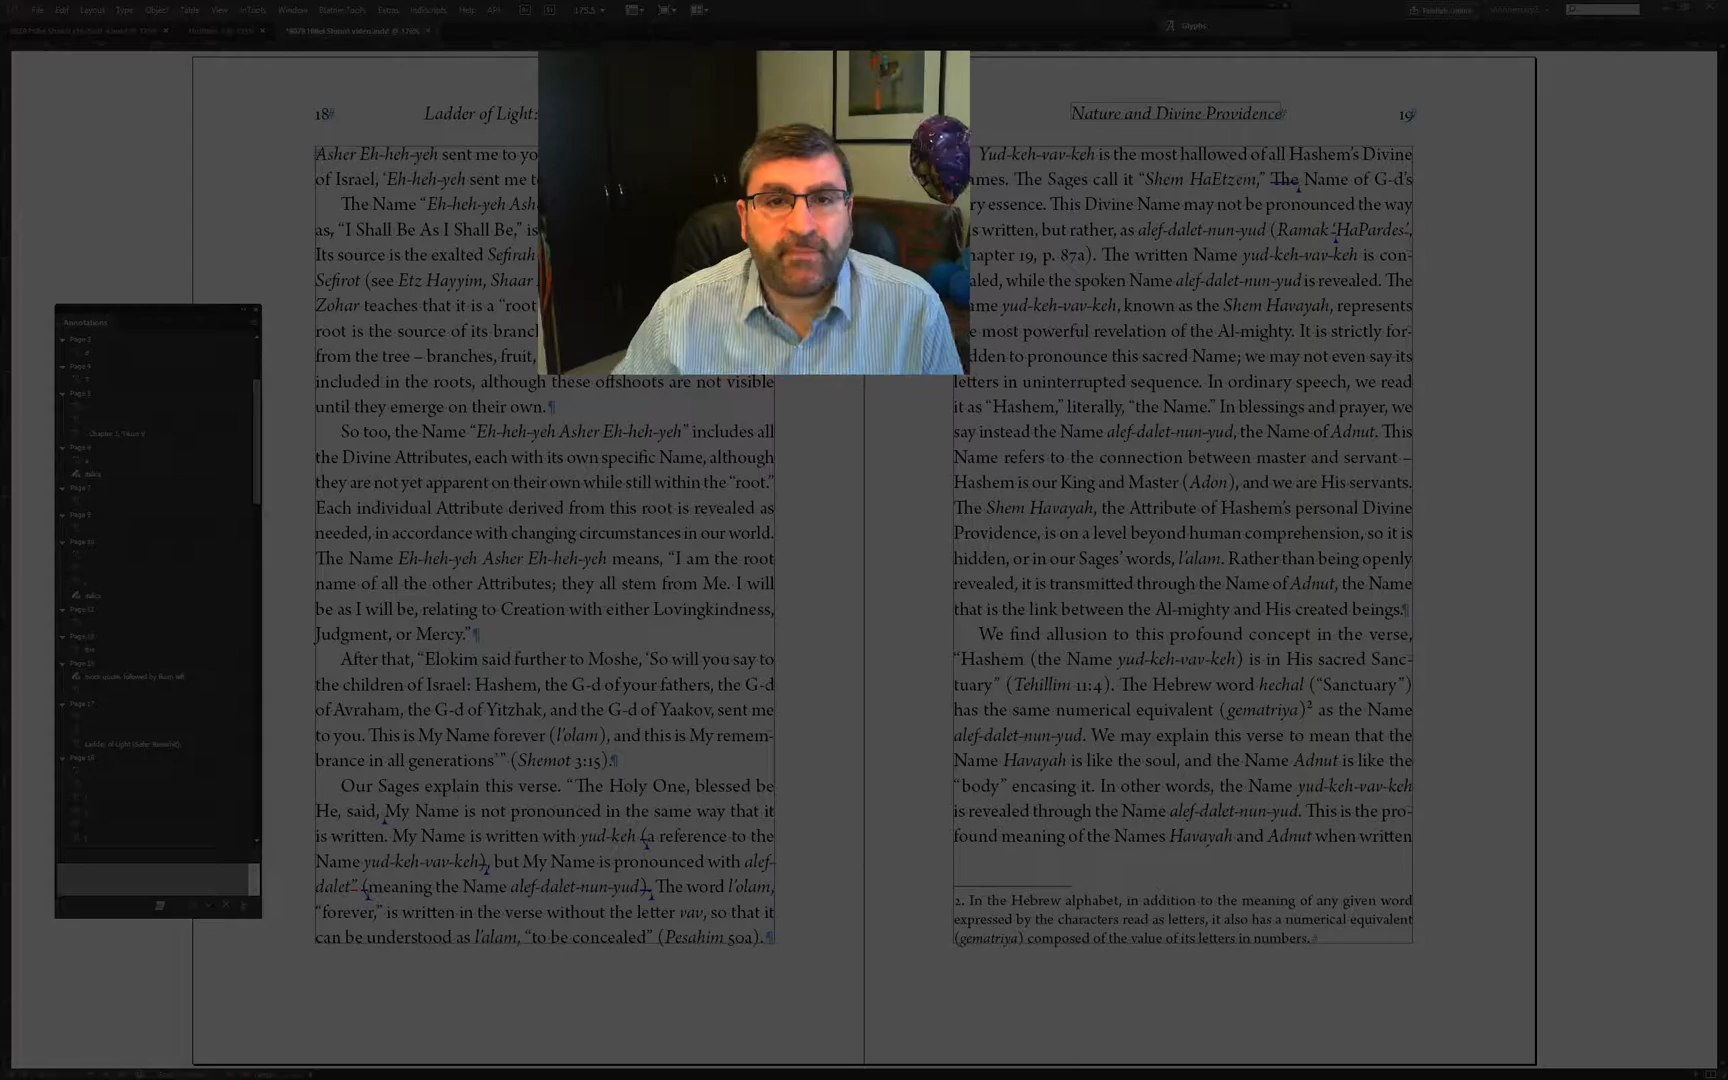 File Edit Layout Type Object Table View InTools Window PlatterTools Extras InScripts Help API 175.5
Publish Online
Glyphs
18
Ladder of Light:
Asher Eh-heh-yeh sent me to yo
of Israel, ‘Eh-heh-yeh sent me t
The Name “Eh-heh-yeh Ash
as, “I Shall Be As I Shall Be,” is
Its source is the exalted Sefirah
Sefirot (see Etz Hayyim, Shaar
Zohar teaches that it is a “root
root is the source of its branc
from the tree – branches, fruit,
included in the roots, although these offshoots are not visible
until they emerge on their own.¶
So too, the Name “Eh-heh-yeh Asher Eh-heh-yeh” includes all
the Divine Attributes, each with its own specific Name, although
they are not yet apparent on their own while still within the “root.”
Each individual Attribute derived from this root is revealed as
needed, in accordance with changing circumstances in our world.
The Name Eh-heh-yeh Asher Eh-heh-yeh means, “I am the root
name of all the other Attributes; they all stem from Me. I will
be as I will be, relating to Creation with either Lovingkindness,
Judgment, or Mercy.”¶
After that, “Elokim said further to Moshe, ‘So will you say to
the children of Israel: Hashem, the G-d of your fathers, the G-d
of Avraham, the G-d of Yitzhak, and the G-d of Yaakov, sent me
to you. This is My Name forever (l’olam), and this is My remem-
brance in all generations’” (Shemot 3:15).¶
Our Sages explain this verse. “The Holy One, blessed be
He, said, My Name is not pronounced in the same way that it
is written. My Name is written with yud-keh (a reference to the
Name yud-keh-vav-keh), but My Name is pronounced with alef-
dalet” (meaning the Name alef-dalet-nun-yud). The word l’olam,
“forever,” is written in the verse without the letter vav, so that it
can be understood as l’alam, “to be concealed” (Pesahim 50a).¶
Nature and Divine Providence
19
Yud-keh-vav-keh is the most hallowed of all Hashem’s Divine
ames. The Sages call it “Shem HaEtzem,” The Name of G-d’s
ry essence. This Divine Name may not be pronounced the way
s written, but rather, as alef-dalet-nun-yud (Ramak ‘HaPardes’,
hapter 19, p. 87a). The written Name yud-keh-vav-keh is con-
aled, while the spoken Name alef-dalet-nun-yud is revealed. The
ame yud-keh-vav-keh, known as the Shem Havayah, represents
e most powerful revelation of the Al-mighty. It is strictly for-
dden to pronounce this sacred Name; we may not even say its
letters in uninterrupted sequence. In ordinary speech, we read
it as “Hashem,” literally, “the Name.” In blessings and prayer, we
say instead the Name alef-dalet-nun-yud, the Name of Adnut. This
Name refers to the connection between master and servant –
Hashem is our King and Master (Adon), and we are His servants.
The Shem Havayah, the Attribute of Hashem’s personal Divine
Providence, is on a level beyond human comprehension, so it is
hidden, or in our Sages’ words, l’alam. Rather than being openly
revealed, it is transmitted through the Name of Adnut, the Name
that is the link between the Al-mighty and His created beings.¶
We find allusion to this profound concept in the verse,
“Hashem (the Name yud-keh-vav-keh) is in His sacred Sanc-
tuary” (Tehillim 11:4). The Hebrew word hechal (“Sanctuary”)
has the same numerical equivalent (gematriya)² as the Name
alef-dalet-nun-yud. We may explain this verse to mean that the
Name Havayah is like the soul, and the Name Adnut is like the
“body” encasing it. In other words, the Name yud-keh-vav-keh
is revealed through the Name alef-dalet-nun-yud. This is the pro-
found meaning of the Names Havayah and Adnut when written
2. In the Hebrew alphabet, in addition to the meaning of any given word
expressed by the characters read as letters, it also has a numerical equivalent
(gematriya) composed of the value of its letters in numbers.
Annotations